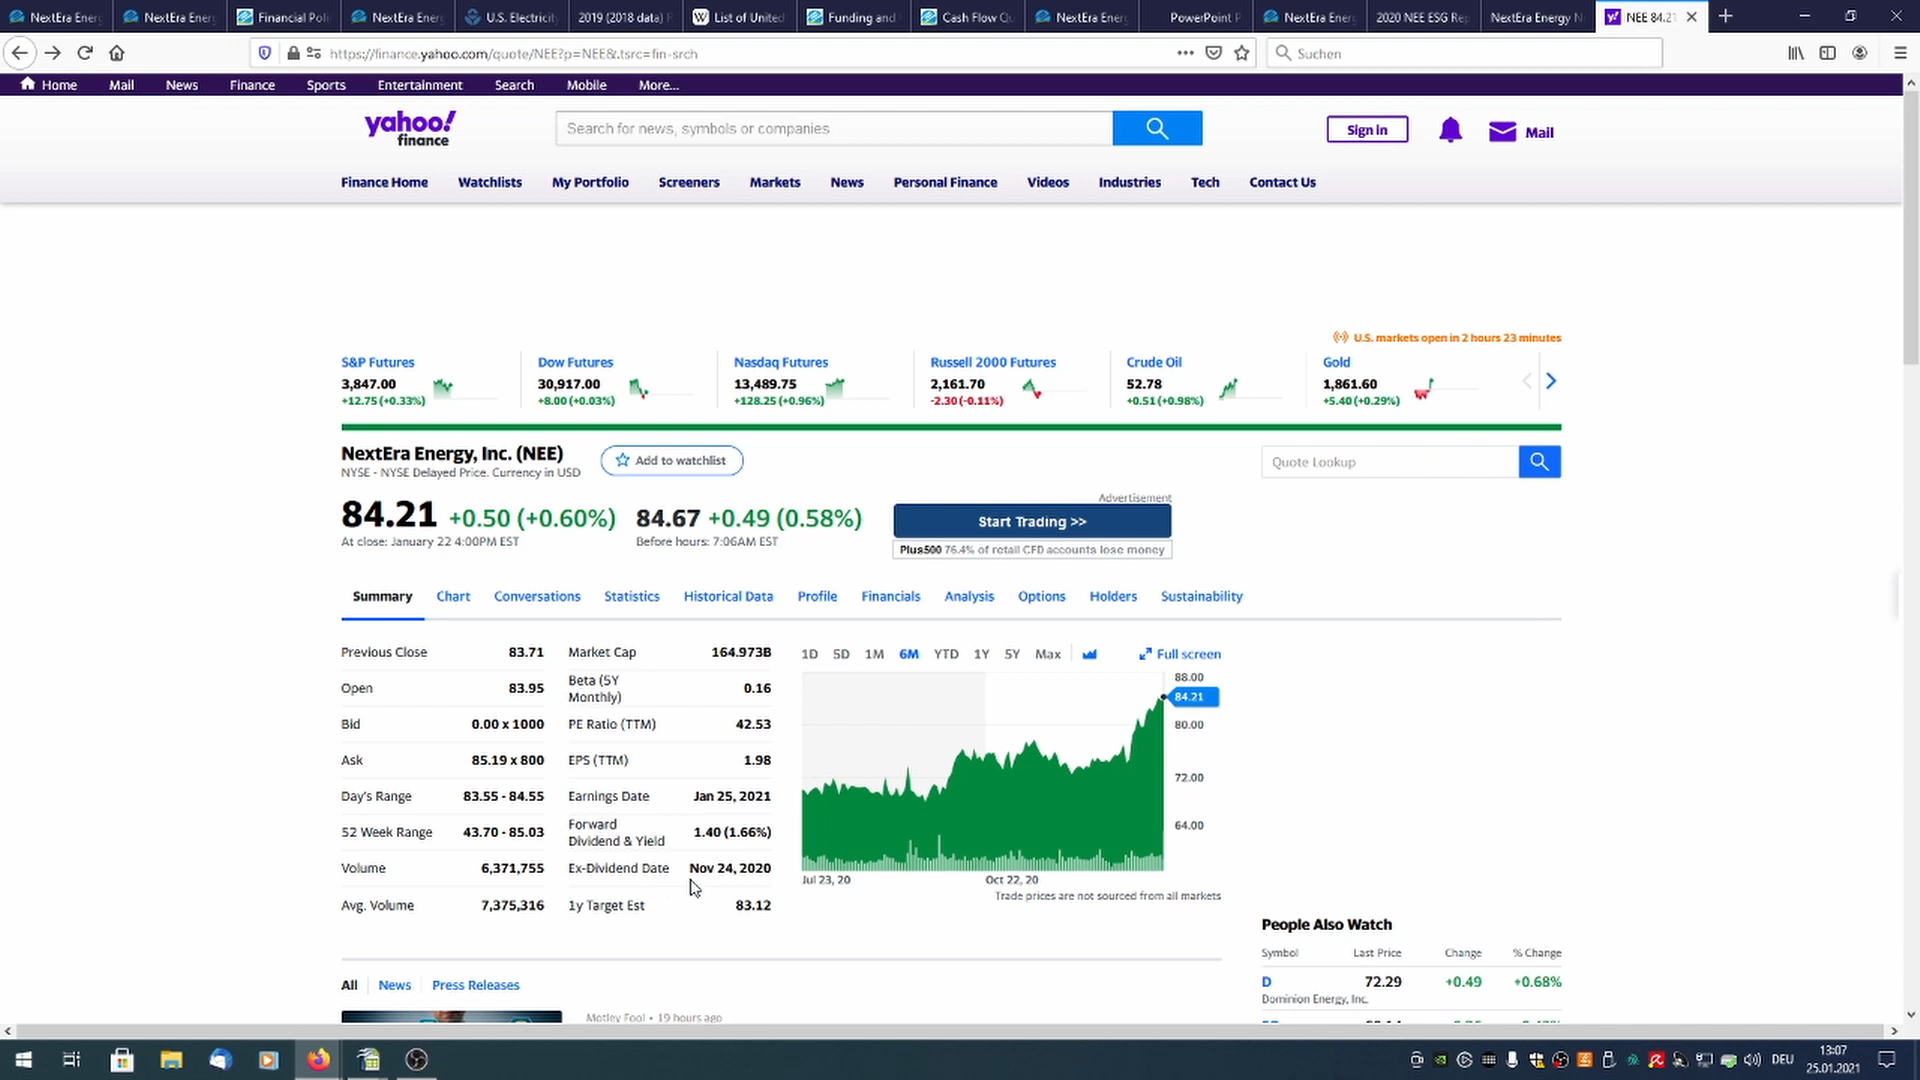 NextEra Energ
NextEra Energ
Financial Poli
NextEra Energ
U.S. Electricit
2019 (2018 data) R
List of United
Funding and
Cash Flow Q
NextEra Energ
PowerPoint P
NextEra Energ
2020 NEE ESG Re
NextEra Energy N
NEE 84.21
https://finance.yahoo.com/quote/NEE?p=NEE&.tsrc=fin-srch
Suchen
Home Mail News Finance Sports Entertainment Search Mobile More...
yahoo!
finance
Search for news, symbols or companies
Sign in
Mail
Finance Home Watchlists My Portfolio Screeners Markets News Personal Finance Videos Industries Tech Contact Us
U.S. markets open in 2 hours 23 minutes
S&P Futures
3,847.00
+12.75 (+0.33%)
Dow Futures
30,917.00
+8.00 (+0.03%)
Nasdaq Futures
13,489.75
+128.25 (+0.96%)
Russell 2000 Futures
2,161.70
-2.30 (-0.11%)
Crude Oil
52.78
+0.51 (+0.98%)
Gold
1,861.60
+5.40 (+0.29%)
NextEra Energy, Inc. (NEE)
NYSE - NYSE Delayed Price. Currency in USD
Add to watchlist
Quote Lookup
84.21 +0.50 (+0.60%)
At close: January 22 4:00PM EST
84.67 +0.49 (0.58%)
Before hours: 7:06AM EST
Advertisement
Start Trading >>
Plus500 76.4% of retail CFD accounts lose money
Summary Chart Conversations Statistics Historical Data Profile Financials Analysis Options Holders Sustainability
Previous Close 83.71
Open 83.95
Bid 0.00 x 1000
Ask 85.19 x 800
Day's Range 83.55 - 84.55
52 Week Range 43.70 - 85.03
Volume 6,371,755
Avg. Volume 7,375,316
Market Cap 164.973B
Beta (5Y
Monthly) 0.16
PE Ratio (TTM) 42.53
EPS (TTM) 1.98
Earnings Date Jan 25, 2021
Forward
Dividend & Yield 1.40 (1.66%)
Ex-Dividend Date Nov 24, 2020
1y Target Est 83.12
1D 5D 1M 6M YTD 1Y 5Y Max
Full screen
88.00
84.21
80.00
72.00
64.00
Jul 23, 20
Oct 22, 20
Trade prices are not sourced from all markets
People Also Watch
Symbol Last Price Change % Change
D 72.29 +0.49 +0.68%
Dominion Energy, Inc.
All News Press Releases
Motley Fool • 19 hours ago
DEU
13:07
25.01.2021